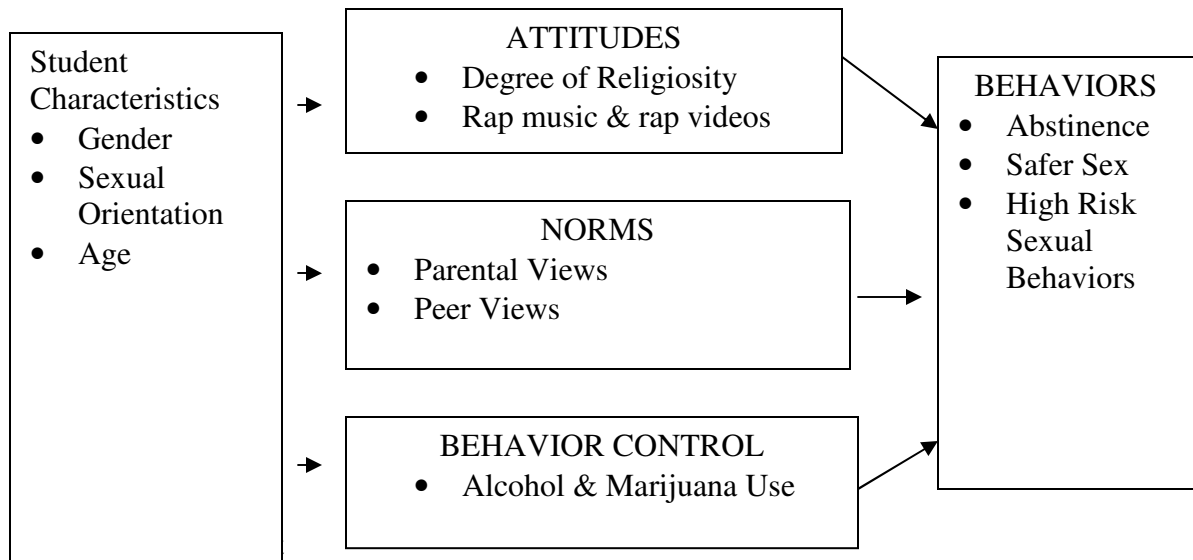 Student
Characteristics
• Gender
• Sexual
Orientation
• Age
ATTITUDES
• Degree of Religiosity
• Rap music & rap videos
NORMS
• Parental Views
• Peer Views
BEHAVIOR CONTROL
• Alcohol & Marijuana Use
BEHAVIORS
• Abstinence
• Safer Sex
• High Risk
Sexual
Behaviors